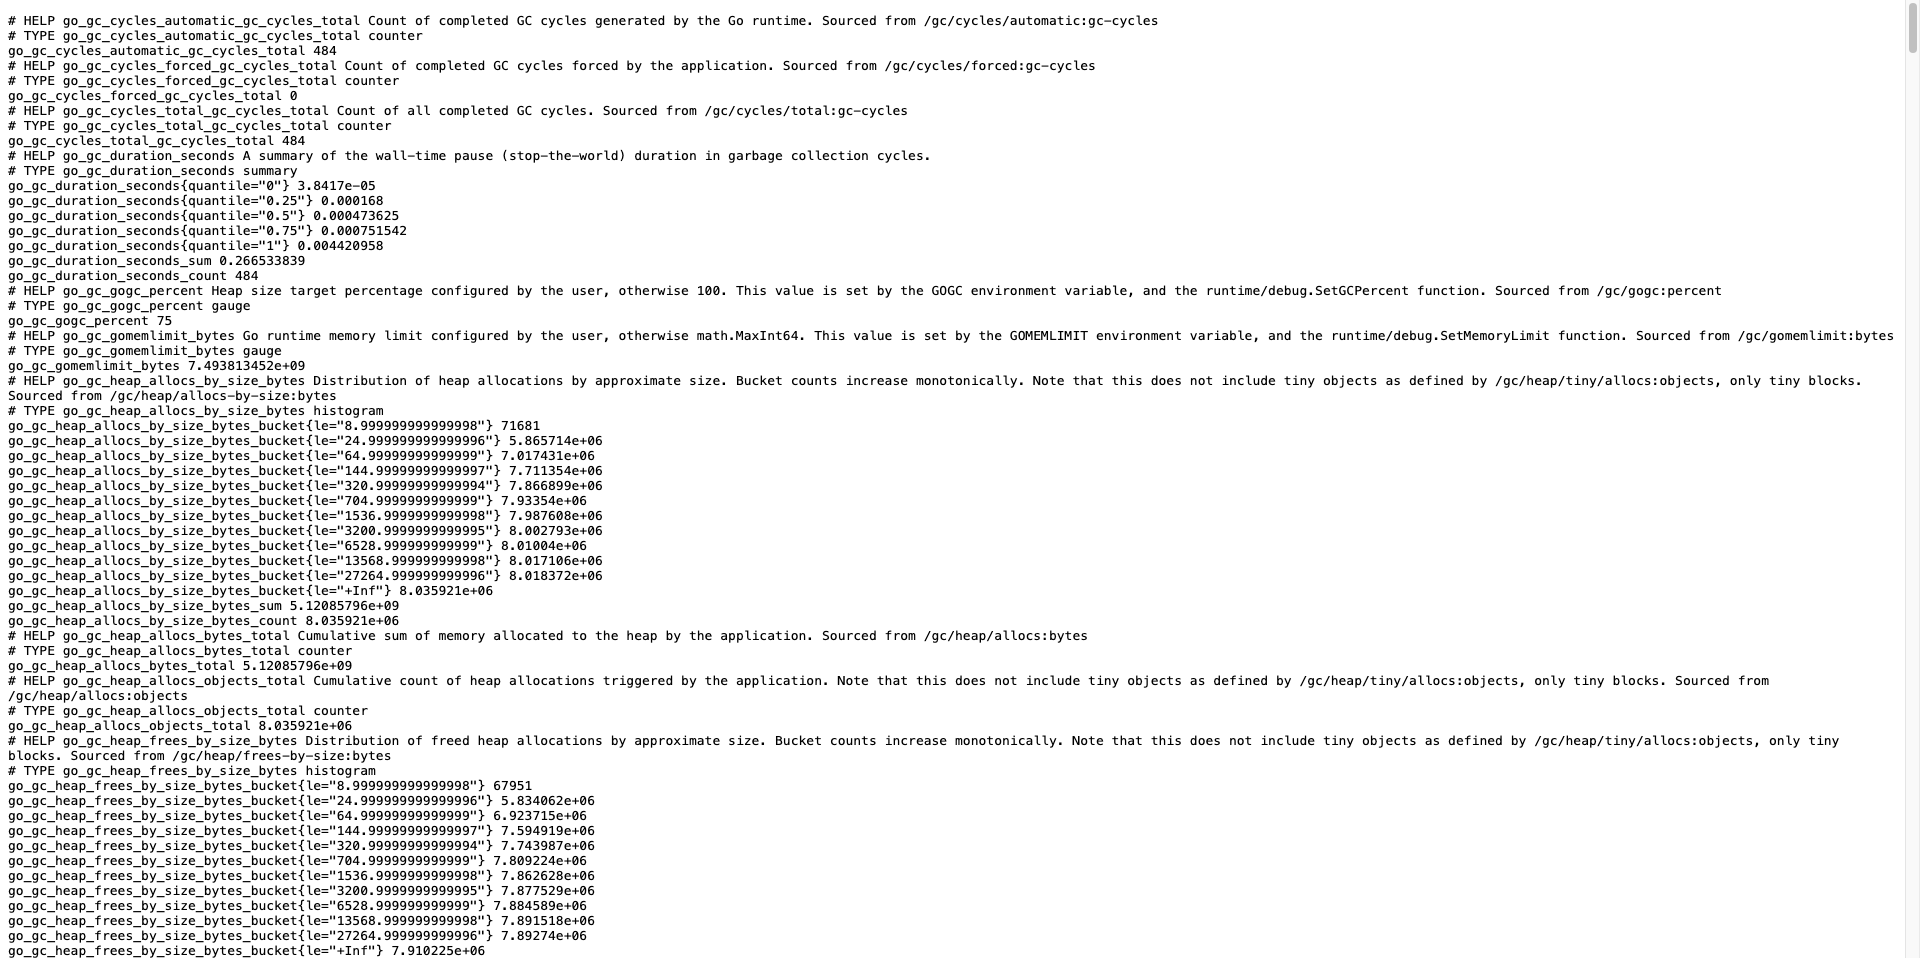 # HELP go_gc_cycles_automatic_gc_cycles_total Count of completed GC cycles generated by the Go runtime. Sourced from /gc/cycles/automatic:gc-cycles
# TYPE go_gc_cycles_automatic_gc_cycles_total counter
go_gc_cycles_automatic_gc_cycles_total 484
# HELP go_gc_cycles_forced_gc_cycles_total Count of completed GC cycles forced by the application. Sourced from /gc/cycles/forced:gc-cycles
# TYPE go_gc_cycles_forced_gc_cycles_total counter
go_gc_cycles_forced_gc_cycles_total 0
# HELP go_gc_cycles_total_gc_cycles_total Count of all completed GC cycles. Sourced from /gc/cycles/total:gc-cycles
# TYPE go_gc_cycles_total_gc_cycles_total counter
go_gc_cycles_total_gc_cycles_total 484
# HELP go_gc_duration_seconds A summary of the wall-time pause (stop-the-world) duration in garbage collection cycles.
# TYPE go_gc_duration_seconds summary
go_gc_duration_seconds{quantile="0"} 3.8417e-05
go_gc_duration_seconds{quantile="0.25"} 0.000168
go_gc_duration_seconds{quantile="0.5"} 0.000473625
go_gc_duration_seconds{quantile="0.75"} 0.000751542
go_gc_duration_seconds{quantile="1"} 0.004420958
go_gc_duration_seconds_sum 0.266533839
go_gc_duration_seconds_count 484
# HELP go_gc_gogc_percent Heap size target percentage configured by the user, otherwise 100. This value is set by the GOGC environment variable, and the runtime/debug.SetGCPercent function. Sourced from /gc/gogc:percent
# TYPE go_gc_gogc_percent gauge
go_gc_gogc_percent 75
# HELP go_gc_gomemlimit_bytes Go runtime memory limit configured by the user, otherwise math.MaxInt64. This value is set by the GOMEMLIMIT environment variable, and the runtime/debug.SetMemoryLimit function. Sourced from /gc/gomemlimit:bytes
# TYPE go_gc_gomemlimit_bytes gauge
go_gc_gomemlimit_bytes 7.493813452e+09
# HELP go_gc_heap_allocs_by_size_bytes Distribution of heap allocations by approximate size. Bucket counts increase monotonically. Note that this does not include tiny objects as defined by /gc/heap/tiny/allocs:objects, only tiny blocks.
Sourced from /gc/heap/allocs-by-size:bytes
# TYPE go_gc_heap_allocs_by_size_bytes histogram
go_gc_heap_allocs_by_size_bytes_bucket{le="8.999999999999998"} 71681
go_gc_heap_allocs_by_size_bytes_bucket{le="24.999999999999996"} 5.865714e+06
go_gc_heap_allocs_by_size_bytes_bucket{le="64.99999999999999"} 7.017431e+06
go_gc_heap_allocs_by_size_bytes_bucket{le="144.99999999999997"} 7.711354e+06
go_gc_heap_allocs_by_size_bytes_bucket{le="320.99999999999994"} 7.866899e+06
go_gc_heap_allocs_by_size_bytes_bucket{le="704.9999999999999"} 7.93354e+06
go_gc_heap_allocs_by_size_bytes_bucket{le="1536.9999999999998"} 7.987608e+06
go_gc_heap_allocs_by_size_bytes_bucket{le="3200.9999999999995"} 8.002793e+06
go_gc_heap_allocs_by_size_bytes_bucket{le="6528.999999999999"} 8.01004e+06
go_gc_heap_allocs_by_size_bytes_bucket{le="13568.999999999998"} 8.017106e+06
go_gc_heap_allocs_by_size_bytes_bucket{le="27264.999999999996"} 8.018372e+06
go_gc_heap_allocs_by_size_bytes_bucket{le="+Inf"} 8.035921e+06
go_gc_heap_allocs_by_size_bytes_sum 5.12085796e+09
go_gc_heap_allocs_by_size_bytes_count 8.035921e+06
# HELP go_gc_heap_allocs_bytes_total Cumulative sum of memory allocated to the heap by the application. Sourced from /gc/heap/allocs:bytes
# TYPE go_gc_heap_allocs_bytes_total counter
go_gc_heap_allocs_bytes_total 5.12085796e+09
# HELP go_gc_heap_allocs_objects_total Cumulative count of heap allocations triggered by the application. Note that this does not include tiny objects as defined by /gc/heap/tiny/allocs:objects, only tiny blocks. Sourced from
/gc/heap/allocs:objects
# TYPE go_gc_heap_allocs_objects_total counter
go_gc_heap_allocs_objects_total 8.035921e+06
# HELP go_gc_heap_frees_by_size_bytes Distribution of freed heap allocations by approximate size. Bucket counts increase monotonically. Note that this does not include tiny objects as defined by /gc/heap/tiny/allocs:objects, only tiny
blocks. Sourced from /gc/heap/frees-by-size:bytes
# TYPE go_gc_heap_frees_by_size_bytes histogram
go_gc_heap_frees_by_size_bytes_bucket{le="8.999999999999998"} 67951
go_gc_heap_frees_by_size_bytes_bucket{le="24.999999999999996"} 5.834062e+06
go_gc_heap_frees_by_size_bytes_bucket{le="64.99999999999999"} 6.923715e+06
go_gc_heap_frees_by_size_bytes_bucket{le="144.99999999999997"} 7.594919e+06
go_gc_heap_frees_by_size_bytes_bucket{le="320.99999999999994"} 7.743987e+06
go_gc_heap_frees_by_size_bytes_bucket{le="704.9999999999999"} 7.809224e+06
go_gc_heap_frees_by_size_bytes_bucket{le="1536.9999999999998"} 7.862628e+06
go_gc_heap_frees_by_size_bytes_bucket{le="3200.9999999999995"} 7.877529e+06
go_gc_heap_frees_by_size_bytes_bucket{le="6528.999999999999"} 7.884589e+06
go_gc_heap_frees_by_size_bytes_bucket{le="13568.999999999998"} 7.891518e+06
go_gc_heap_frees_by_size_bytes_bucket{le="27264.999999999996"} 7.89274e+06
go_gc_heap_frees_by_size_bytes_bucket{le="+Inf"} 7.910225e+06